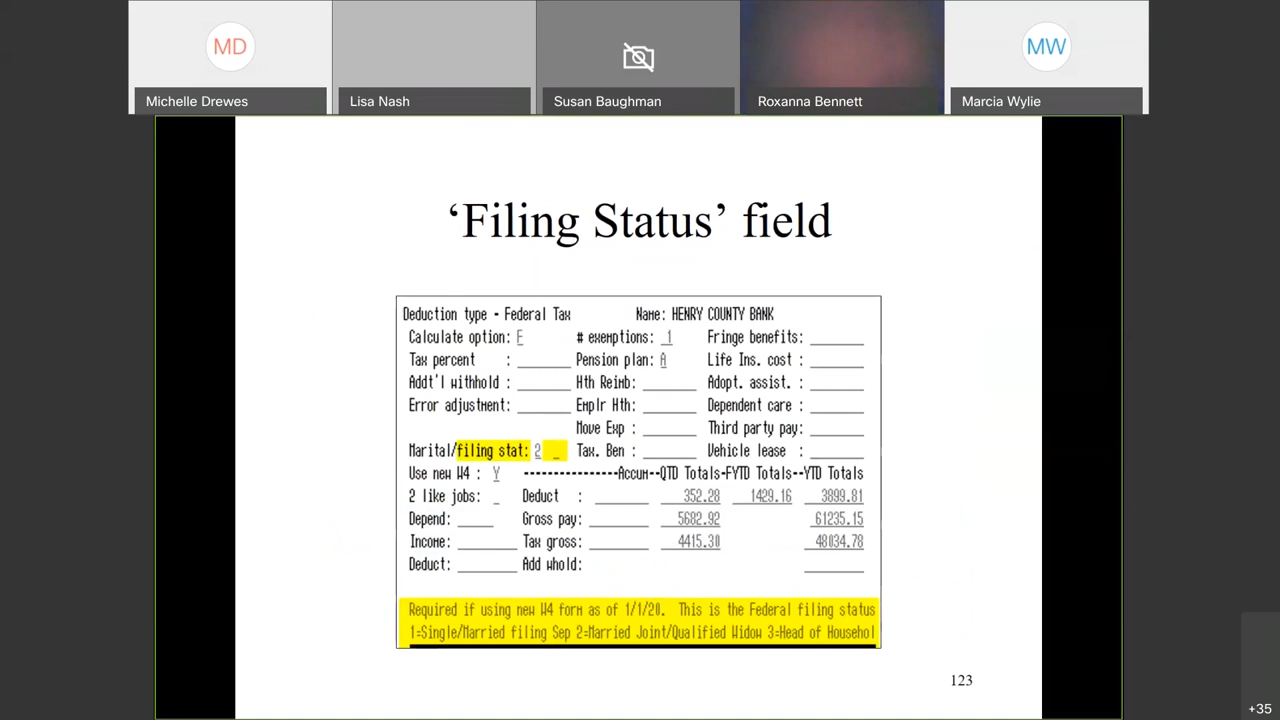 MD
MW
Michelle Drewes
Lisa Nash
Susan Baughman
Roxanna Bennett
Marcia Wylie
‘Filing Status’ field
Deduction type - Federal Tax Name: HENRY COUNTY BANK
Calculate option: F # exemptions: 1 Fringe benefits:
Tax percent : Pension plan: A Life Ins. cost :
Addt'l withhold : Hth Reimb: Adopt. assist. :
Error adjustment: Emplr Hth: Dependent care :
Move Exp : Third party pay:
Marital/filing stat: 2 _ Tax. Ben : Vehicle lease :
Use new W4 : Y ----------------Accum--QTD Totals-FYTD Totals--YTD Totals
2 like jobs: _ Deduct : 352.28 1429.16 3899.81
Depend: Gross pay: 5682.92 61235.15
Income: Tax gross: 4415.30 48034.78
Deduct: Add whold:
Required if using new W4 form as of 1/1/20. This is the Federal filing status
1=Single/Married filing Sep 2=Married Joint/Qualified Widow 3=Head of Househol
123
+35